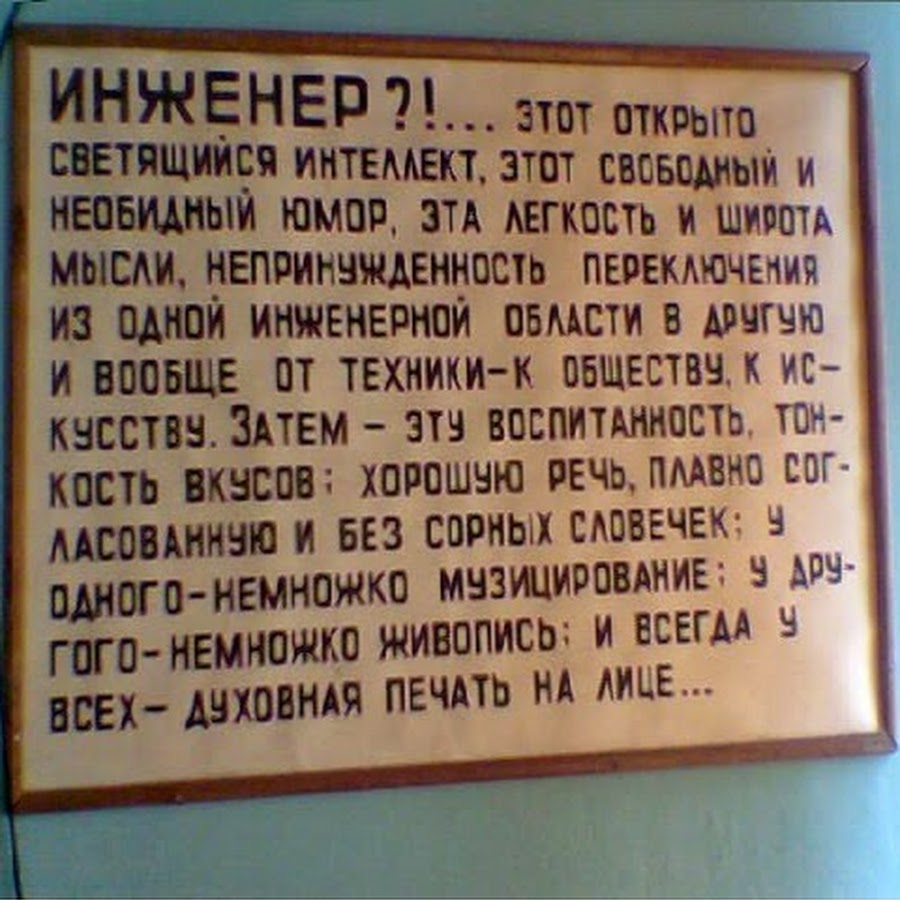 ИНЖЕНЕР?!... ЭТОТ ОТКРЫТО
СВЕТЯЩИЙСЯ ИНТЕЛЛЕКТ, ЭТОТ СВОБОДНЫЙ И
НЕОБИДНЫЙ ЮМОР, ЭТА ЛЕГКОСТЬ И ШИРОТА
МЫСЛИ, НЕПРИНУЖДЕННОСТЬ ПЕРЕКЛЮЧЕНИЯ
ИЗ ОДНОЙ ИНЖЕНЕРНОЙ ОБЛАСТИ В ДРУГУЮ
И ВООБЩЕ ОТ ТЕХНИКИ-К ОБЩЕСТВУ, К ИС-
КУССТВУ. ЗАТЕМ - ЭТУ ВОСПИТАННОСТЬ, ТОН-
КОСТЬ ВКУСОВ; ХОРОШУЮ РЕЧЬ, ПЛАВНО СОГ-
ЛАСОВАННУЮ И БЕЗ СОРНЫХ СЛОВЕЧЕК; У
ОДНОГО-НЕМНОЖКО МУЗИЦИРОВАНИЕ; У ДРУ-
ГОГО-НЕМНОЖКО ЖИВОПИСЬ; И ВСЕГДА У
ВСЕХ- ДУХОВНАЯ ПЕЧАТЬ НА ЛИЦЕ...